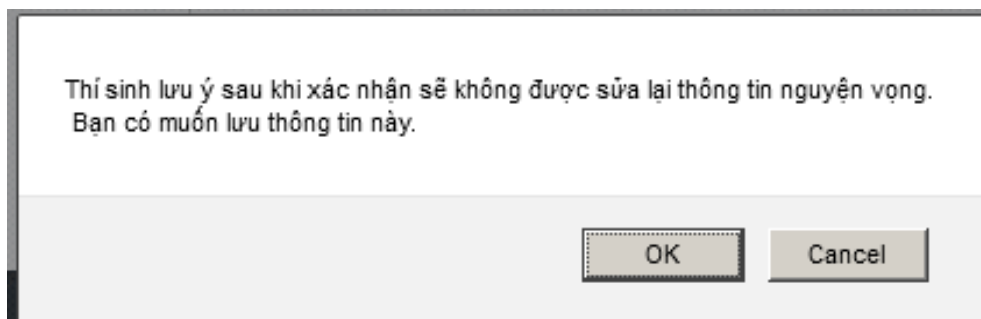 Thí sinh lưu ý sau khi xác nhận sẽ không được sửa lại thông tin nguyện vọng.
Bạn có muốn lưu thông tin này.
OK
Cancel